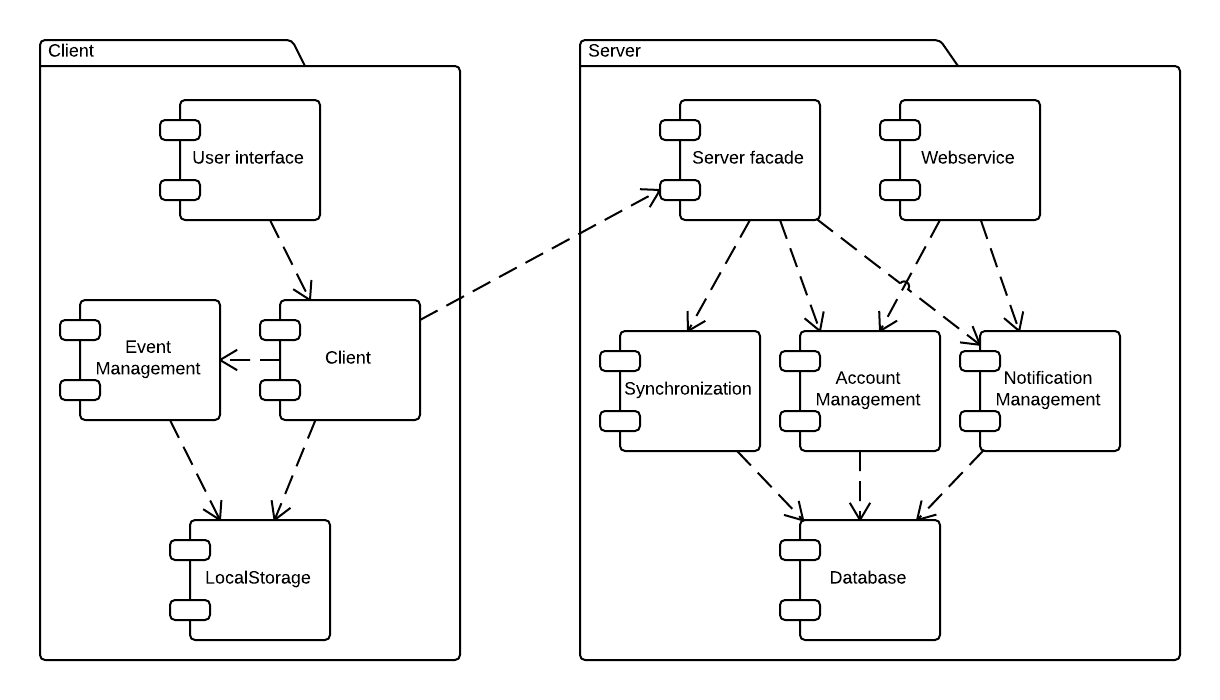 Client
Server
User interface
Server facade
Webservice
Event
Management
Client
Synchronization
Account
Management
Notification
Management
LocalStorage
Database